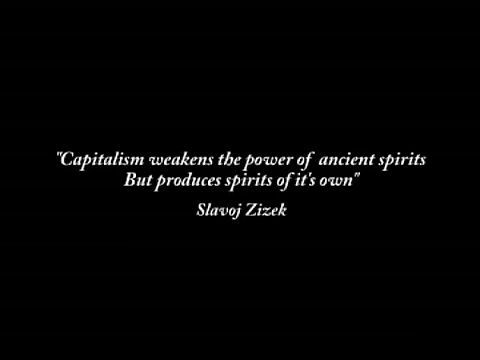 "Capitalism weakens the power of ancient spirits
But produces spirits of it's own"
Slavoj Zizek